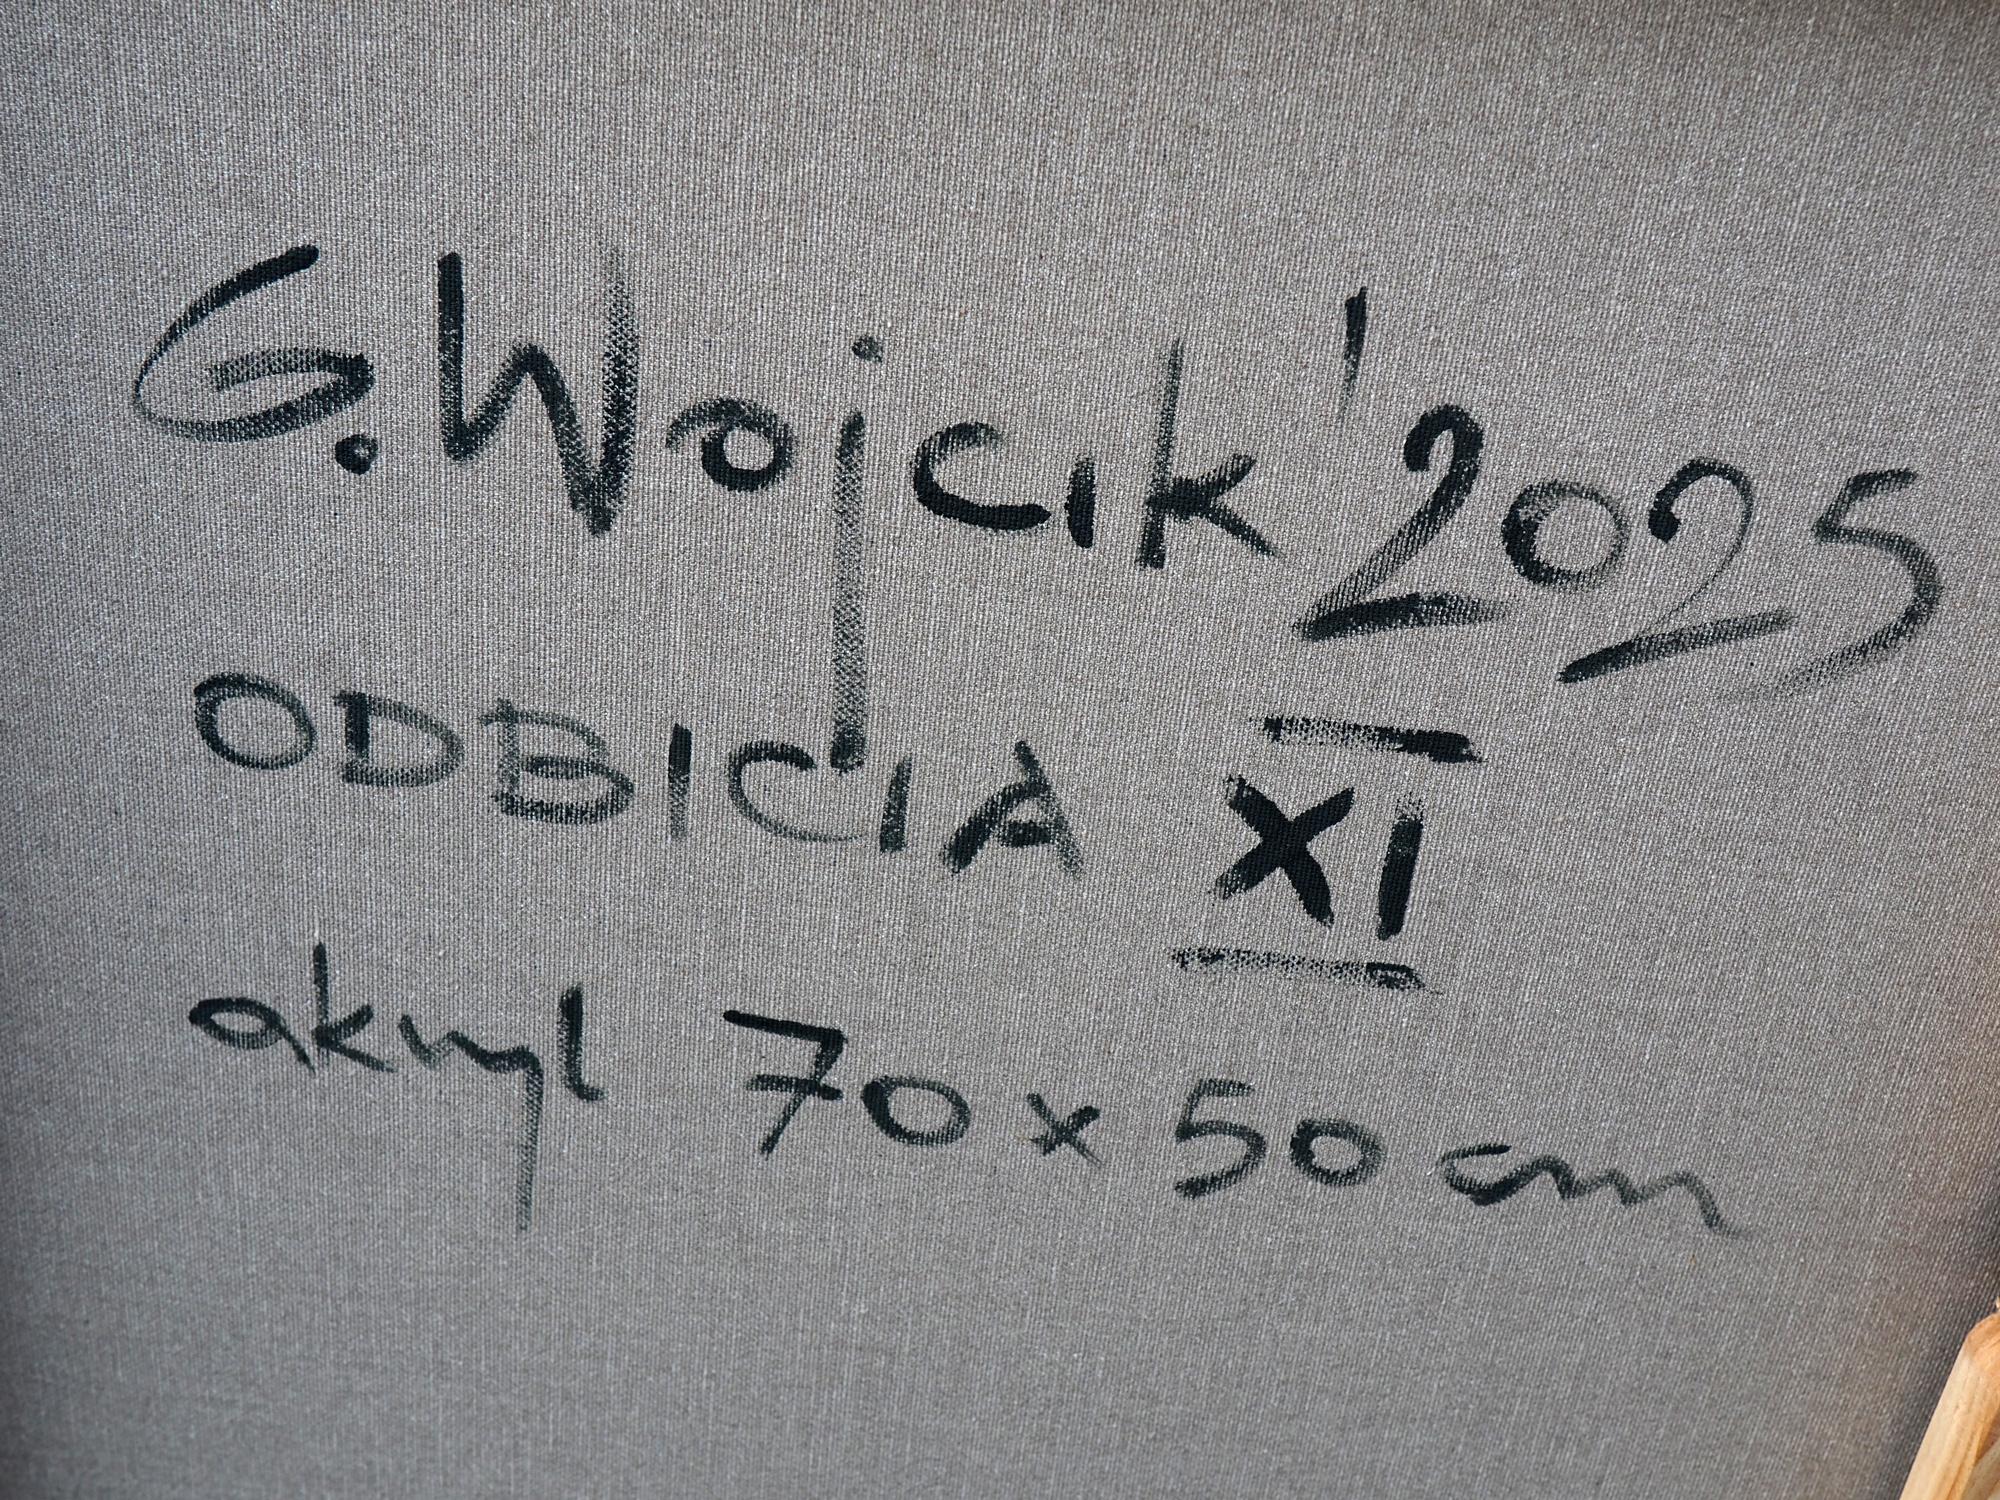 G. Wojcik '2025
ODBICIA XI
akryl 70 x 50 cm